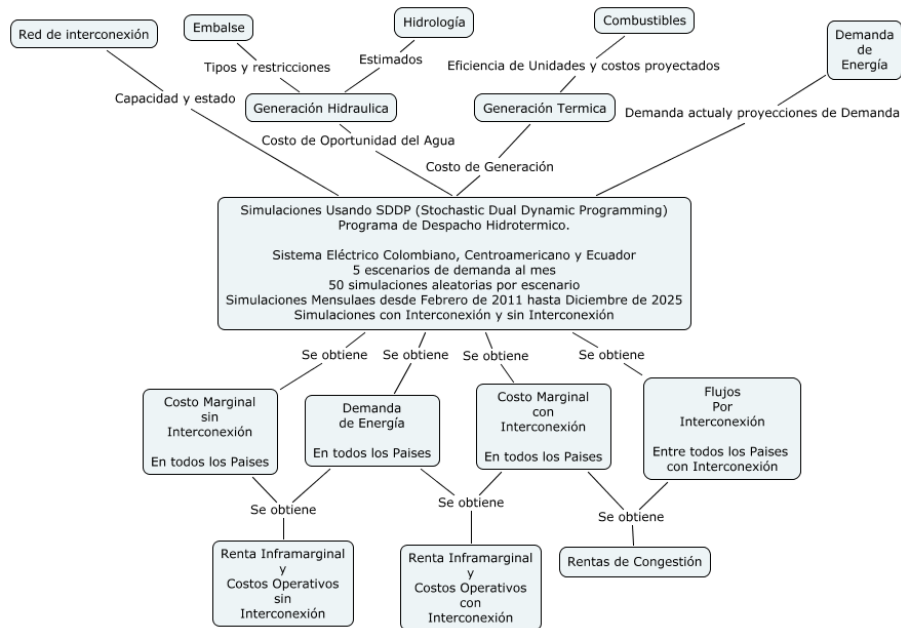 Red de interconexión
Embalse
Hidrología
Combustibles
Demanda
de
Energía
Tipos y restricciones
Estimados
Eficiencia de Unidades y costos proyectados
Capacidad y estado
Generación Hidraulica
Generación Termica
Demanda actualy proyecciones de Demanda
Costo de Oportunidad del Agua
Costo de Generación
Simulaciones Usando SDDP (Stochastic Dual Dynamic Programming)
Programa de Despacho Hidrotermico.
Sistema Eléctrico Colombiano, Centroamericano y Ecuador
5 escenarios de demanda al mes
50 simulaciones aleatorias por escenario
Simulaciones Mensulaes desde Febrero de 2011 hasta Diciembre de 2025
Simulaciones con Interconexión y sin Interconexión
Se obtiene
Se obtiene
Se obtiene
Se obtiene
Costo Marginal
sin
Interconexión
En todos los Paises
Demanda
de Energía
En todos los Paises
Costo Marginal
con
Interconexión
En todos los Paises
Flujos
Por
Interconexión
Entre todos los Paises
con Interconexión
Se obtiene
Se obtiene
Se obtiene
Renta Inframarginal
y
Costos Operativos
sin
Interconexión
Renta Inframarginal
y
Costos Operativos
con
Interconexión
Rentas de Congestión